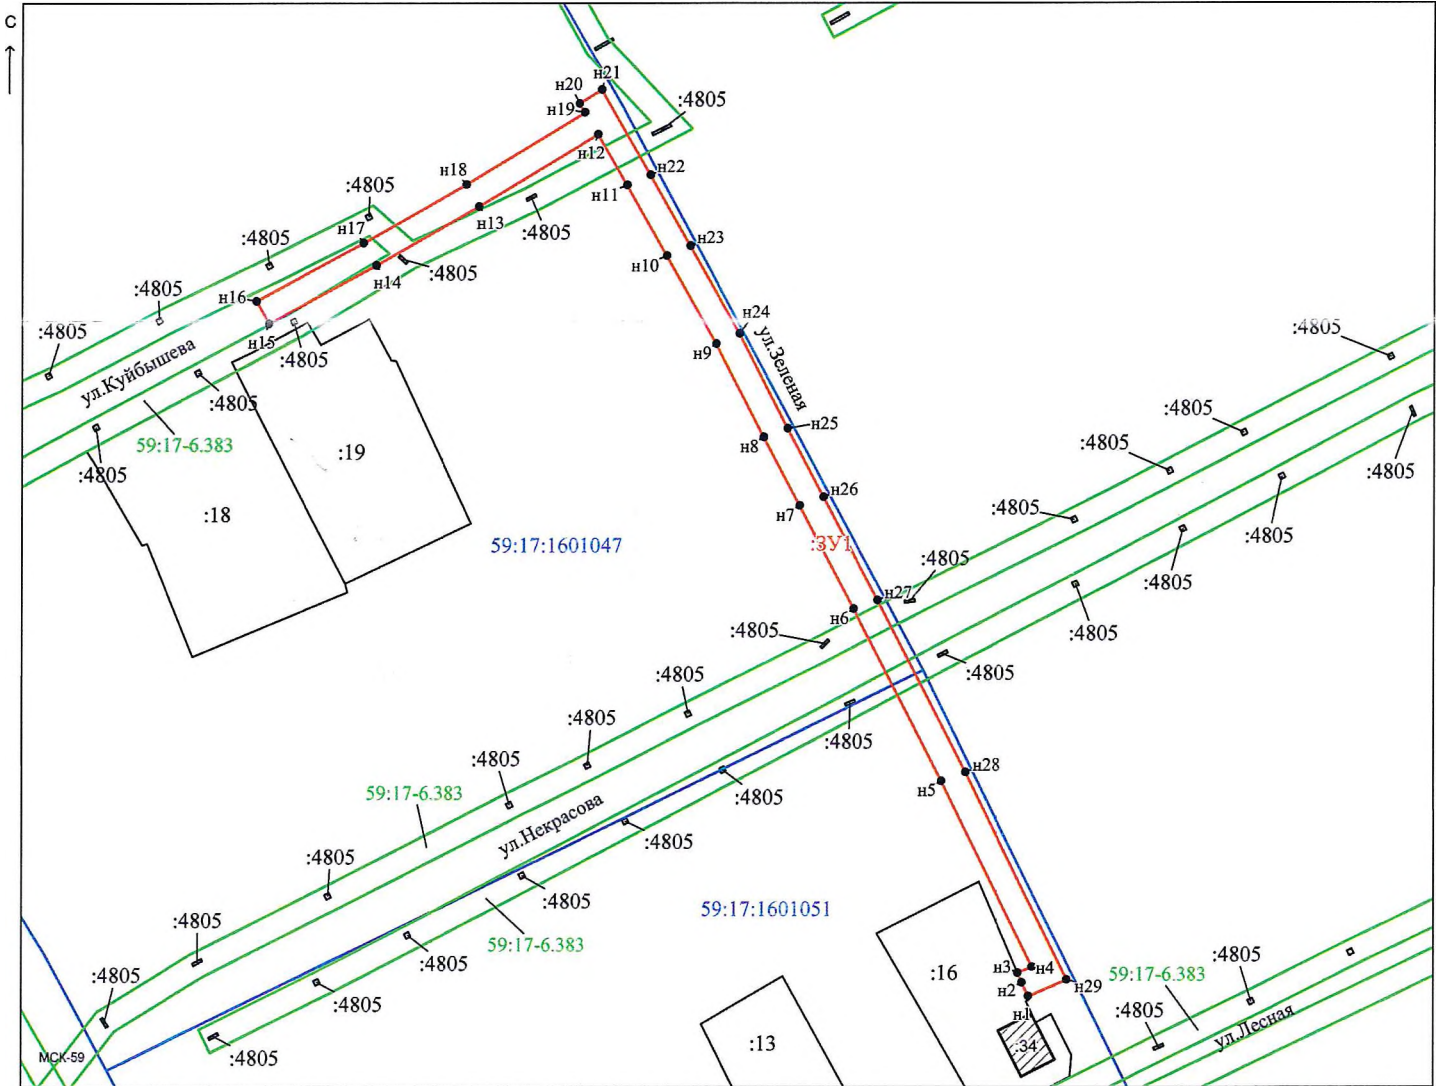 С
н21
н20
н19
:4805
н12
н22
н18
н11
:4805
н13
н17
:4805
н23
:4805
н10
н14
:4805
:4805
н16
н24
:4805
н15
:4805
н9
:4805
ул.Зеленая
ул.Куйбышева
:4805
59:17-6.383
:19
н25
н8
:4805
:4805
:4805
:4805
н26
:4805
:18
н7
:4805
59:17:1601047
:ЗУ1
:4805
:4805
:4805
н27
н6
:4805
:4805
:4805
:4805
:4805
:4805
н28
:4805
59:17-6.383
н5
:4805
:4805
ул.Некрасова
:4805
:4805
:4805
59:17:1601051
:4805
59:17-6.383
:4805
:4805
н3
н4
:16
:4805
59:17-6.383
н2
н29
:4805
н1
:4805
ул.Лесная
:13
:34
МСК-59
:4805